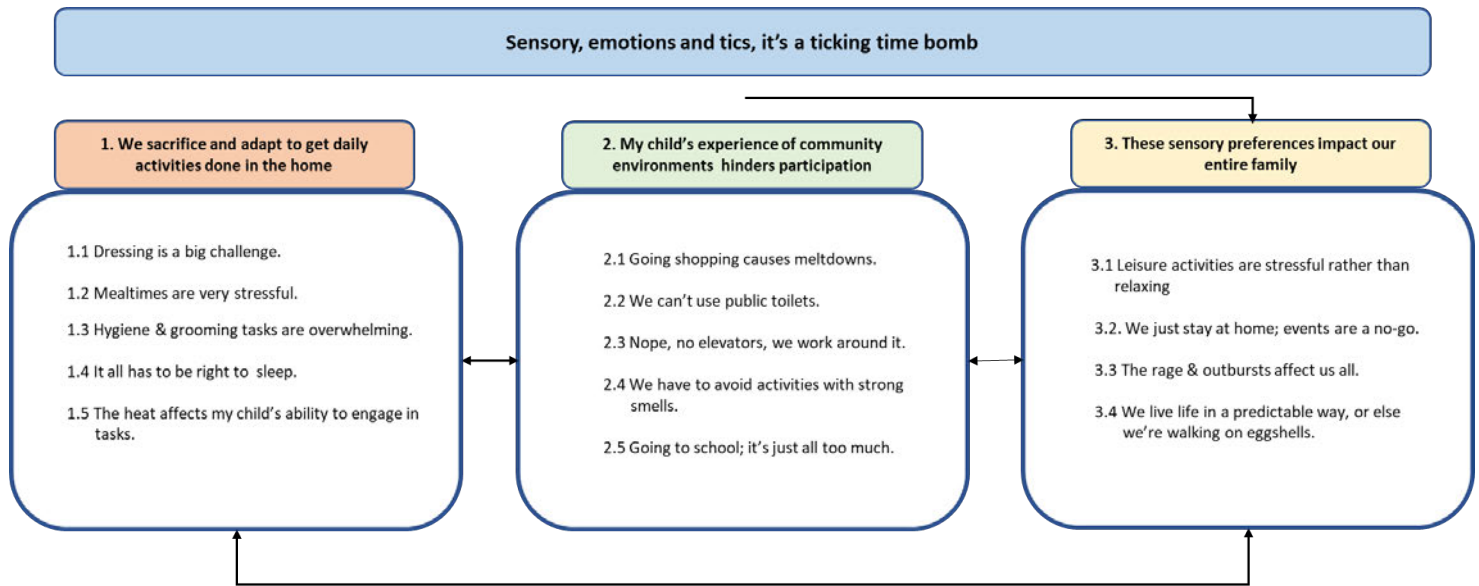 Sensory, emotions and tics, it's a ticking time bomb
1. We sacrifice and adapt to get daily
activities done in the home
1.1 Dressing is a big challenge.
1.2 Mealtimes are very stressful.
1.3 Hygiene & grooming tasks are overwhelming.
1.4 It all has to be right to sleep.
1.5 The heat affects my child's ability to engage in
tasks.
2. My child's experience of community
environments hinders participation
2.1 Going shopping causes meltdowns.
2.2 We can't use public toilets.
2.3 Nope, no elevators, we work around it.
2.4 We have to avoid activities with strong
smells.
2.5 Going to school; it's just all too much.
3. These sensory preferences impact our
entire family
3.1 Leisure activities are stressful rather than
relaxing
3.2. We just stay at home; events are a no-go.
3.3 The rage & outbursts affect us all.
3.4 We live life in a predictable way, or else
we're walking on eggshells.